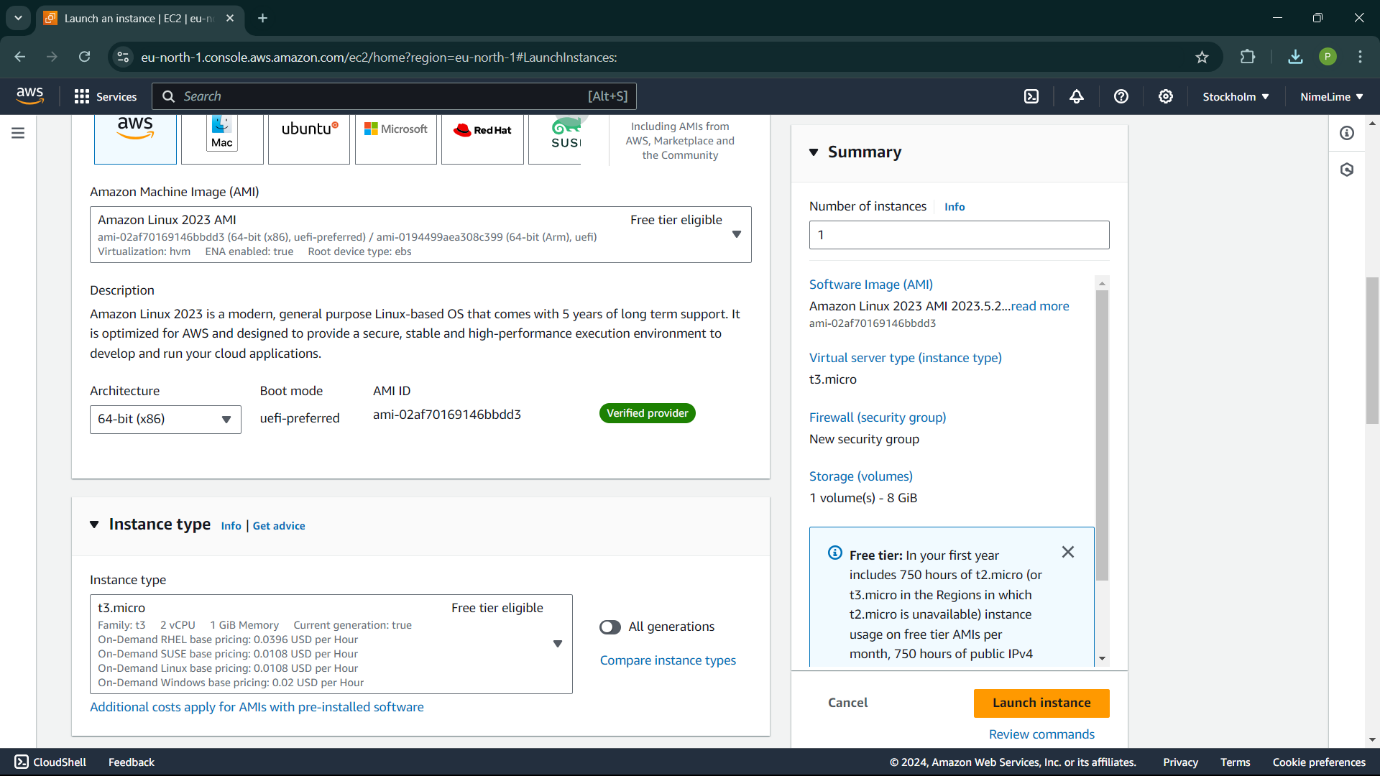 Launch an instance | EC2 | eu-n
eu-north-1.console.aws.amazon.com/ec2/home?region=eu-north-1#LaunchInstances:
P
aws
Services
Search
[Alt+S]
Stockholm
NimeLime
aws
Mac
ubuntu
Microsoft
Red Hat
SUS
Including AMIs from
AWS, Marketplace and
the Community
Amazon Machine Image (AMI)
Amazon Linux 2023 AMI
Free tier eligible
ami-02af70169146bbdd3 (64-bit (x86), uefi-preferred) / ami-0194499aea308c399 (64-bit (Arm), uefi)
Virtualization: hvm ENA enabled: true Root device type: ebs
Description
Amazon Linux 2023 is a modern, general purpose Linux-based OS that comes with 5 years of long term support. It
is optimized for AWS and designed to provide a secure, stable and high-performance execution environment to
develop and run your cloud applications.
Architecture
Boot mode
AMI ID
64-bit (x86)
uefi-preferred
ami-02af70169146bbdd3
Verified provider
Instance type Info | Get advice
Instance type
t3.micro
Free tier eligible
Family: t3 2 vCPU 1 GiB Memory Current generation: true
On-Demand RHEL base pricing: 0.0396 USD per Hour
On-Demand SUSE base pricing: 0.0108 USD per Hour
On-Demand Linux base pricing: 0.0108 USD per Hour
On-Demand Windows base pricing: 0.02 USD per Hour
All generations
Compare instance types
Additional costs apply for AMIs with pre-installed software
Summary
Number of instances Info
1
Software Image (AMI)
Amazon Linux 2023 AMI 2023.5.2...read more
ami-02af70169146bbdd3
Virtual server type (instance type)
t3.micro
Firewall (security group)
New security group
Storage (volumes)
1 volume(s) - 8 GiB
Free tier: In your first year
includes 750 hours of t2.micro (or
t3.micro in the Regions in which
t2.micro is unavailable) instance
usage on free tier AMIs per
month, 750 hours of public IPv4
Cancel
Launch instance
Review commands
CloudShell
Feedback
© 2024, Amazon Web Services, Inc. or its affiliates.
Privacy
Terms
Cookie preferences